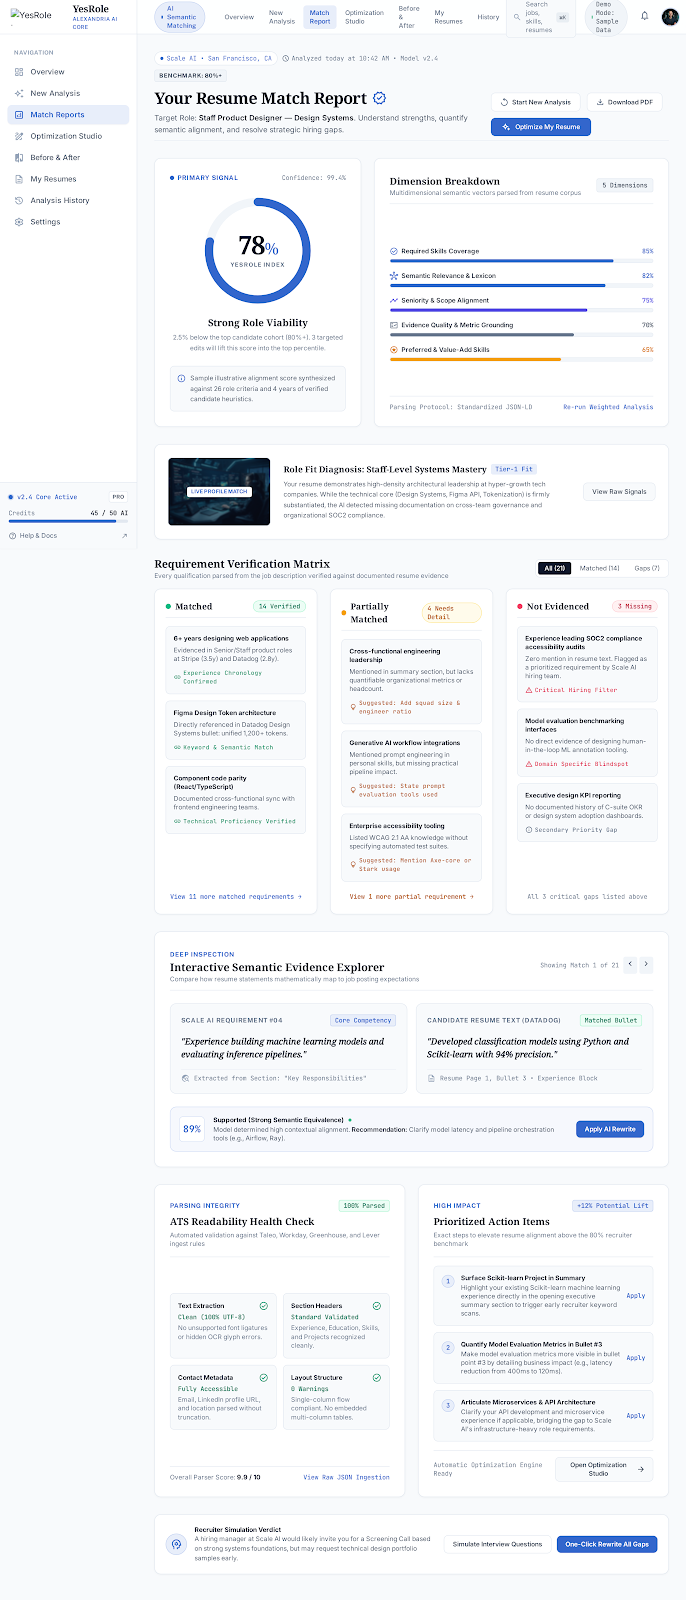 YesRole
YesRole
ALEXANDRIA AI CORE
AI Semantic Matching
Overview
New Analysis
Match Report
Optimization Studio
Before & After
My Resumes
History
Search jobs, skills, resumes
⌘K
Demo Mode: Sample Data
NAVIGATION
Overview
New Analysis
Match Reports
Optimization Studio
Before & After
My Resumes
Analysis History
Settings
v2.4 Core Active
PRO
Credits
45 / 50 AI
Help & Docs
Scale AI • San Francisco, CA
Analyzed today at 10:42 AM • Model v2.4
BENCHMARK: 80%+
Your Resume Match Report
Target Role: Staff Product Designer — Design Systems. Understand strengths, quantify
semantic alignment, and resolve strategic hiring gaps.
Start New Analysis
Download PDF
Optimize My Resume
PRIMARY SIGNAL
Confidence: 99.4%
78%
YESROLE INDEX
Strong Role Viability
2.5% below the top candidate cohort (80%+). 3 targeted
edits will lift this score into the top percentile.
Sample illustrative alignment score synthesized
against 26 role criteria and 4 years of verified
candidate heuristics.
Dimension Breakdown
Multidimensional semantic vectors parsed from resume corpus
5 Dimensions
Required Skills Coverage
85%
Semantic Relevance & Lexicon
82%
Seniority & Scope Alignment
75%
Evidence Quality & Metric Grounding
70%
Preferred & Value-Add Skills
65%
Parsing Protocol: Standardized JSON-LD
Re-run Weighted Analysis
LIVE PROFILE MATCH
Role Fit Diagnosis: Staff-Level Systems Mastery
Tier-1 Fit
Your resume demonstrates high-density architectural leadership at hyper-growth tech
companies. While the technical core (Design Systems, Figma API, Tokenization) is firmly
substantiated, the AI detected missing documentation on cross-team governance and
organizational SOC2 compliance.
View Raw Signals
Requirement Verification Matrix
Every qualification parsed from the job description verified against documented resume evidence
All (21)
Matched (14)
Gaps (7)
Matched
14 Verified
6+ years designing web applications
Evidenced in Senior/Staff product roles
at Stripe (3.5y) and Datadog (2.8y).
Experience Chronology
Confirmed
Figma Design Token architecture
Directly referenced in Datadog Design
Systems bullet: unified 1,200+ tokens.
Keyword & Semantic Match
Component code parity
(React/TypeScript)
Documented cross-functional sync with
frontend engineering teams.
Technical Proficiency Verified
View 11 more matched requirements →
Partially
Matched
4 Needs
Detail
Cross-functional engineering
leadership
Mentioned in summary section, but lacks
quantifiable organizational metrics or
headcount.
Suggested: Add squad size &
engineer ratio
Generative AI workflow integrations
Mentioned prompt engineering in
personal skills, but missing practical
pipeline impact.
Suggested: State prompt
evaluation tools used
Enterprise accessibility tooling
Listed WCAG 2.1 AA knowledge without
specifying automated test suites.
Suggested: Mention Axe-core or
Stark usage
View 1 more partial requirement →
Not Evidenced
3 Missing
Experience leading SOC2 compliance
accessibility audits
Zero mention in resume text. Flagged as
a prioritized requirement by Scale AI
hiring team.
Critical Hiring Filter
Model evaluation benchmarking
interfaces
No direct evidence of designing human-
in-the-loop ML annotation tooling.
Domain Specific Blindspot
Executive design KPI reporting
No documented history of C-suite OKR
or design system adoption dashboards.
Secondary Priority Gap
All 3 critical gaps listed above
DEEP INSPECTION
Interactive Semantic Evidence Explorer
Compare how resume statements mathematically map to job posting expectations
Showing Match 1 of 21
SCALE AI REQUIREMENT #04
Core Competency
"Experience building machine learning models and
evaluating inference pipelines."
Extracted from Section: "Key Responsibilities"
CANDIDATE RESUME TEXT (DATADOG)
Matched Bullet
"Developed classification models using Python and
Scikit-learn with 94% precision."
Resume Page 1, Bullet 3 • Experience Block
89%
Supported (Strong Semantic Equivalence)
Model determined high contextual alignment. Recommendation: Clarify model latency and pipeline orchestration
tools (e.g., Airflow, Ray).
Apply AI Rewrite
PARSING INTEGRITY
100% Parsed
ATS Readability Health Check
Automated validation against Taleo, Workday, Greenhouse, and Lever
ingest rules
Text Extraction
Clean (100% UTF-8)
No unsupported font ligatures
or hidden OCR glyph errors.
Section Headers
Standard Validated
Experience, Education, Skills,
and Projects recognized
cleanly.
Contact Metadata
Fully Accessible
Email, LinkedIn profile URL,
and location parsed without
truncation.
Layout Structure
0 Warnings
Single-column flow
compliant. No embedded
multi-column tables.
Overall Parser Score: 9.9 / 10
View Raw JSON Ingestion
HIGH IMPACT
+12% Potential Lift
Prioritized Action Items
Exact steps to elevate resume alignment above the 80% recruiter
benchmark
1
Surface Scikit-learn Project in Summary
Highlight your existing Scikit-learn machine learning
experience directly in the opening executive
summary section to trigger early recruiter keyword
scans.
Apply
2
Quantify Model Evaluation Metrics in Bullet #3
Make model evaluation metrics more visible in bullet
point #3 by detailing business impact (e.g., latency
reduction from 400ms to 120ms).
Apply
3
Articulate Microservices & API Architecture
Clarify your API development and microservice
experience if applicable, bridging the gap to Scale
AI's infrastructure-heavy role requirements.
Apply
Automatic Optimization Engine
Ready
Open Optimization
Studio
Recruiter Simulation Verdict
A hiring manager at Scale AI would likely invite you for a Screening Call based
on strong systems foundations, but may request technical design portfolio
samples early.
Simulate Interview Questions
One-Click Rewrite All Gaps